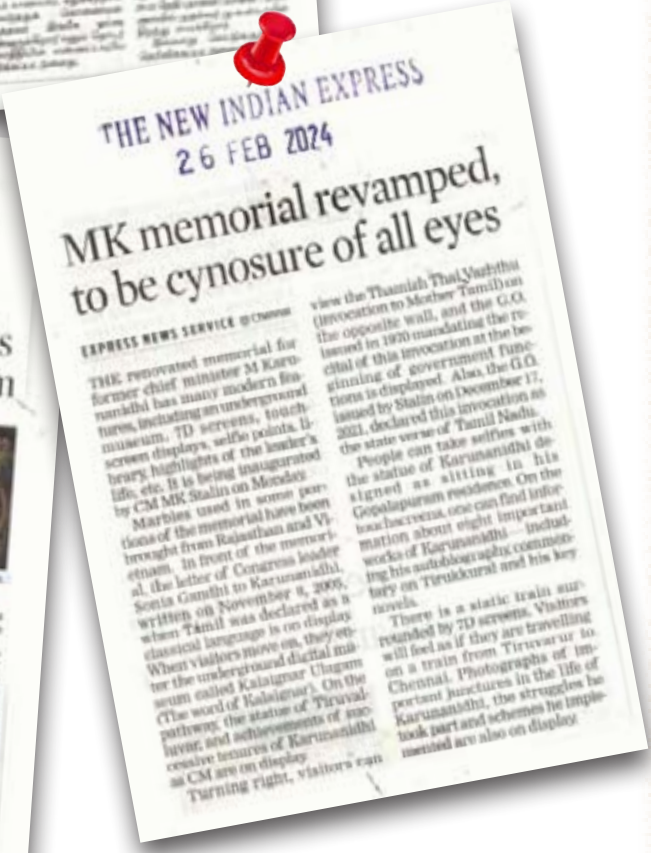 THE NEW INDIAN EXPRESS
26 FEB 2024
MK memorial revamped,
to be cynosure of all eyes
EXPRESS NEWS SERVICE @Chennai
THE renovated memorial for
former chief minister M Karu-
nanidhi has many modern fea-
tures, including an underground
museum, 7D screens, touch-
screen displays, selfie points, li-
brary, highlights of the leader's
life, etc. It is being inaugurated
by CM MK Stalin on Monday.
Marbles used in some por-
tions of the memorial have been
brought from Rajasthan and Vi-
etnam. In front of the memori-
al, the letter of Congress leader
Sonia Gandhi to Karunanidhi,
written on November 8, 2005,
when Tamil was declared as a
classical language is on display.
When visitors move on, they en-
ter the underground digital mu-
seum called Kalaignar Ulagam
(The word of Kalaignar). On the
pathway, the statue of Tiruval-
luvar, and achievements of suc-
cessive tenures of Karunanidhi
as CM are on display.
Turning right, visitors can
view the Thamizh Thai Vazhthu
(invocation to Mother Tamil) on
the opposite wall, and the G.O.
issued in 1970 mandating the re-
cital of this invocation at the be-
ginning of government func-
tions is displayed. Also, the G.O.
issued by Stalin on December 17,
2021, declared this invocation as
the state verse of Tamil Nadu.
People can take selfies with
the statue of Karunanidhi de-
signed as sitting in his
Gopalapuram residence. On the
touchscreens, one can find infor-
mation about eight important
works of Karunanidhi includ-
ing his autobiography, commen-
tary on Tirukkural and his key
novels.
There is a static train sur-
rounded by 7D screens. Visitors
will feel as if they are travelling
on a train from Tiruvarur to
Chennai. Photographs of im-
portant junctures in the life of
Karunanidhi, the struggles he
took part and schemes he imple-
mented are also on display.